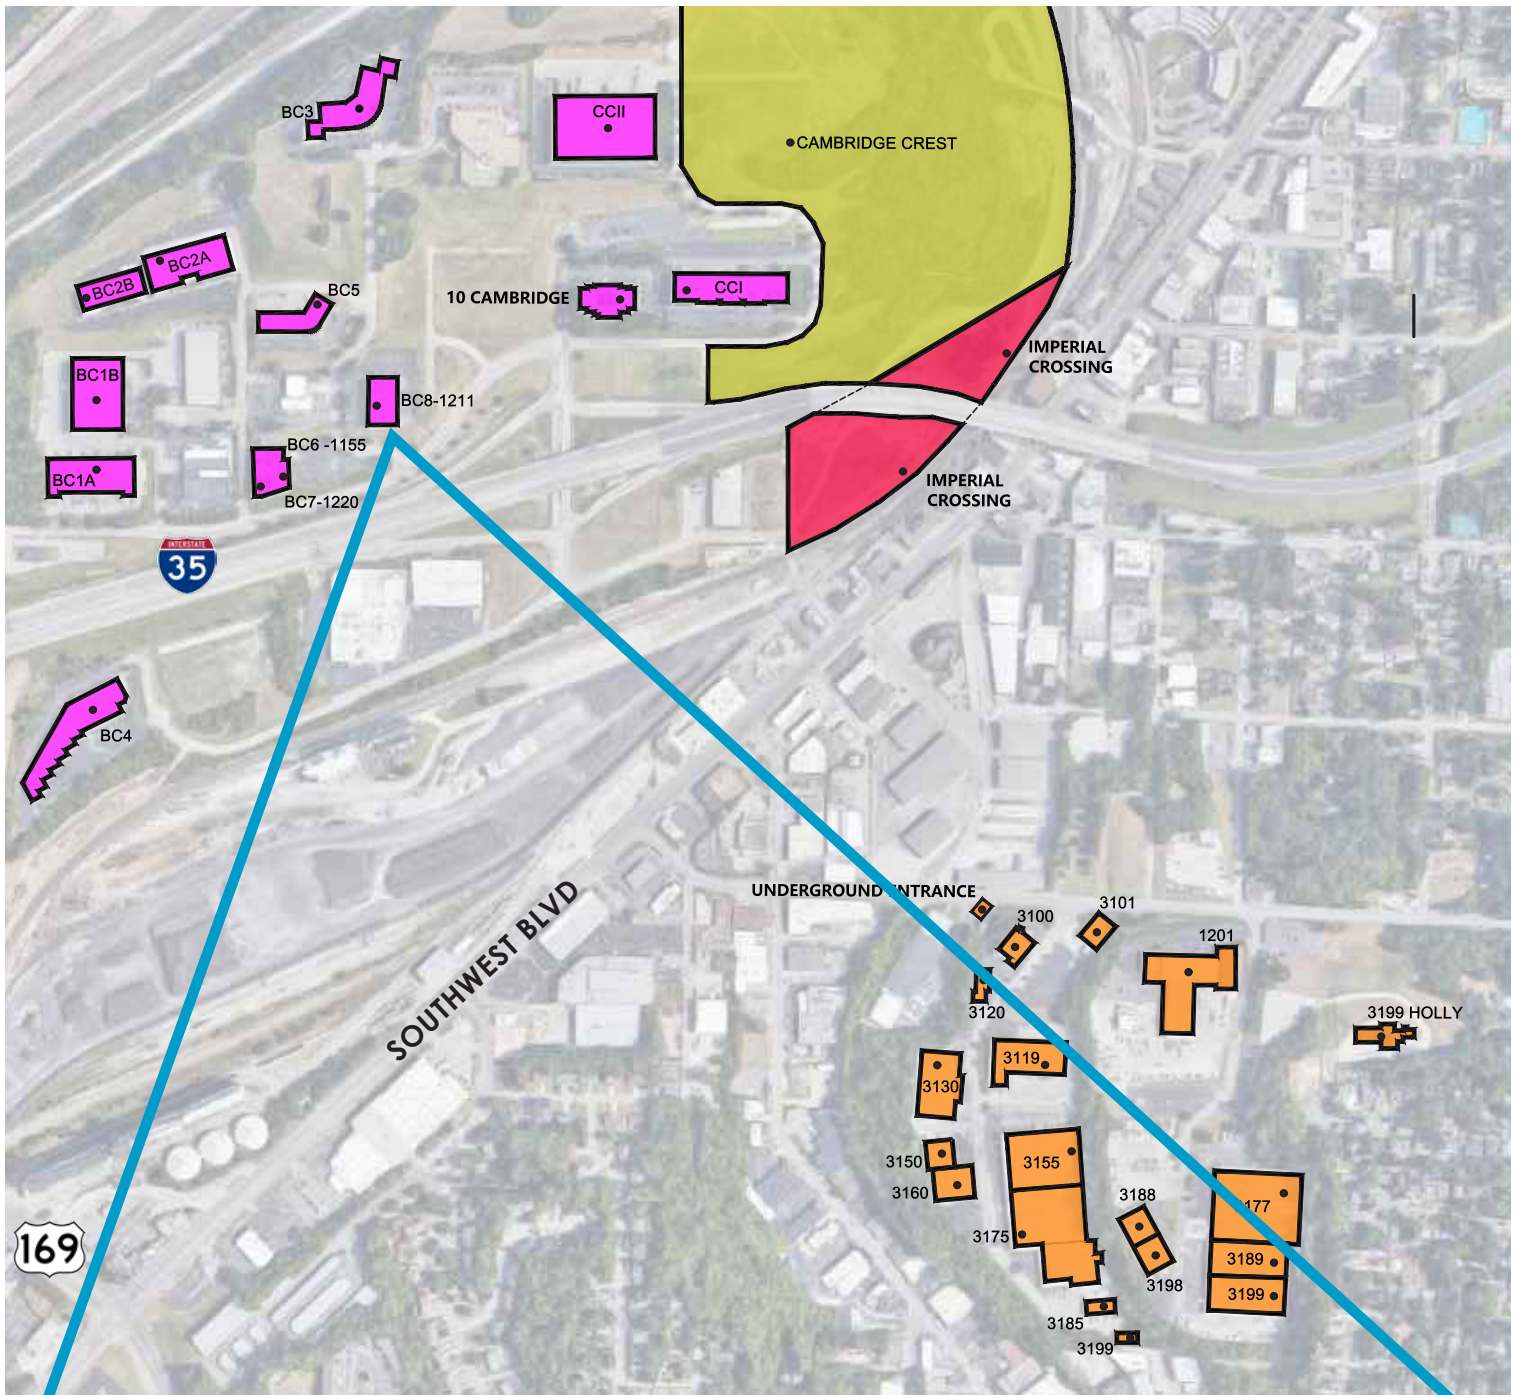 BC3
CCII
CAMBRIDGE CREST
BC2A
BC2B
BC5
10 CAMBRIDGE
CCI
IMPERIAL
CROSSING
BC1B
BC8-1211
BC6 -1155
BC1A
BC7-1220
IMPERIAL
CROSSING
INTERSTATE
35
BC4
UNDERGROUND ENTRANCE
SOUTHWEST BLVD
3100
3101
1201
3120
3199 HOLLY
3119
3130
3150
3155
3160
3188
3177
3175
3189
3198
3199
3185
3199
169